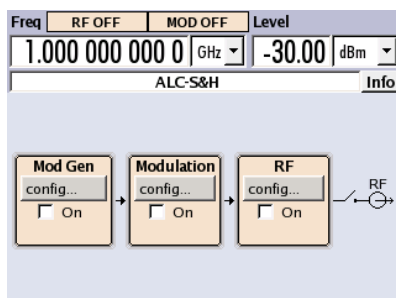 Freq RF OFF MOD OFF Level
1.000 000 000 0 GHz -30.00 dBm
ALC-S&H Info
Mod Gen Modulation RF
config... config... config... RF
On On On